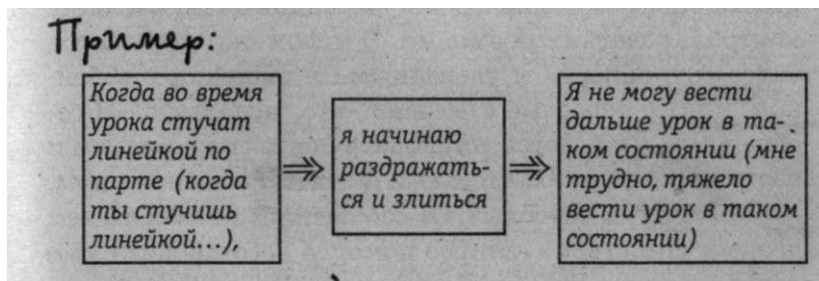 Пример:
Когда во время
урока стучат
линейкой по
парте (когда
ты стучишь
линейкой...),
я начинаю
раздражать-
ся и злиться
Я не могу вести
дальше урок в та-
ком состоянии (мне
трудно, тяжело
вести урок в таком
состоянии)